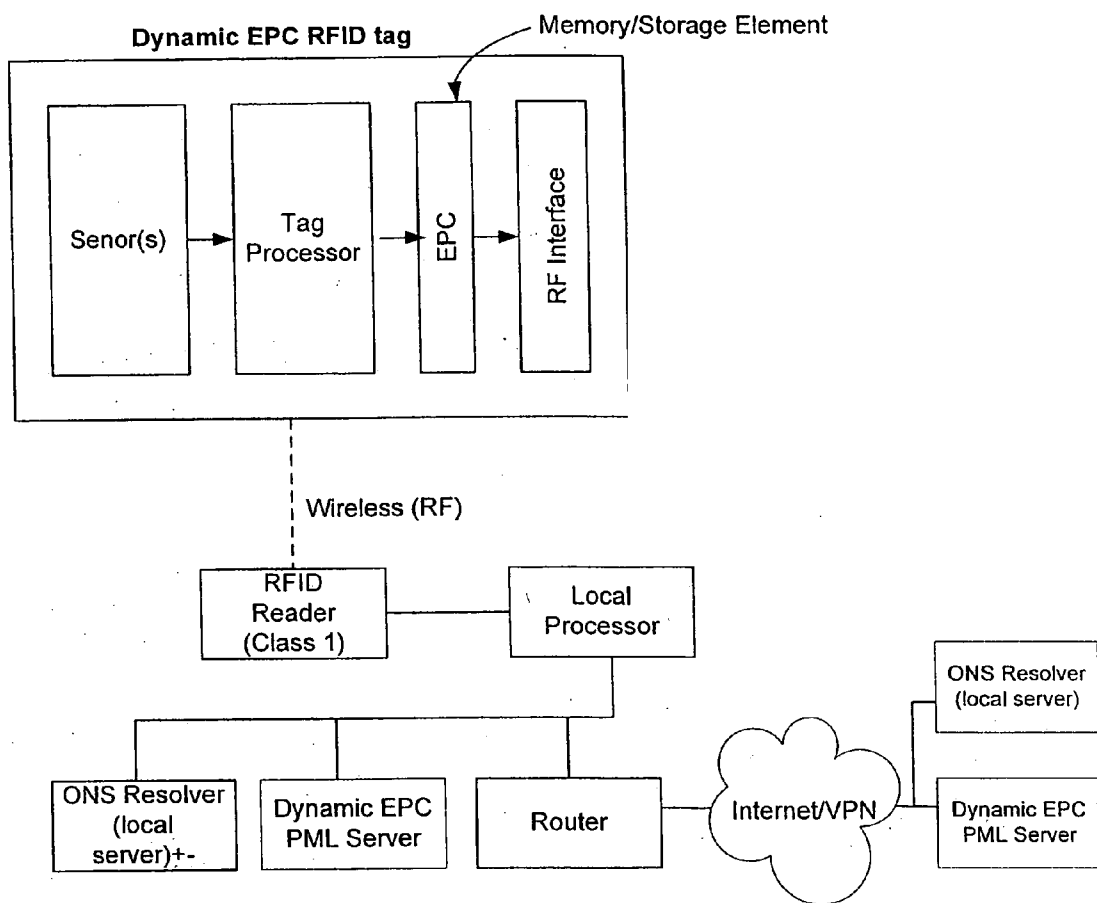 Memory/Storage Element
Dynamic EPC RFID tag
Senor(s)
Tag
Processor
EPC
RF Interface
Wireless (RF)
RFID
Reader
(Class 1)
Local
Processor
ONS Resolver
(local server)
ONS Resolver
(local
server)+-
Dynamic EPC
PML Server
Router
Internet/VPN
Dynamic EPC
PML Server